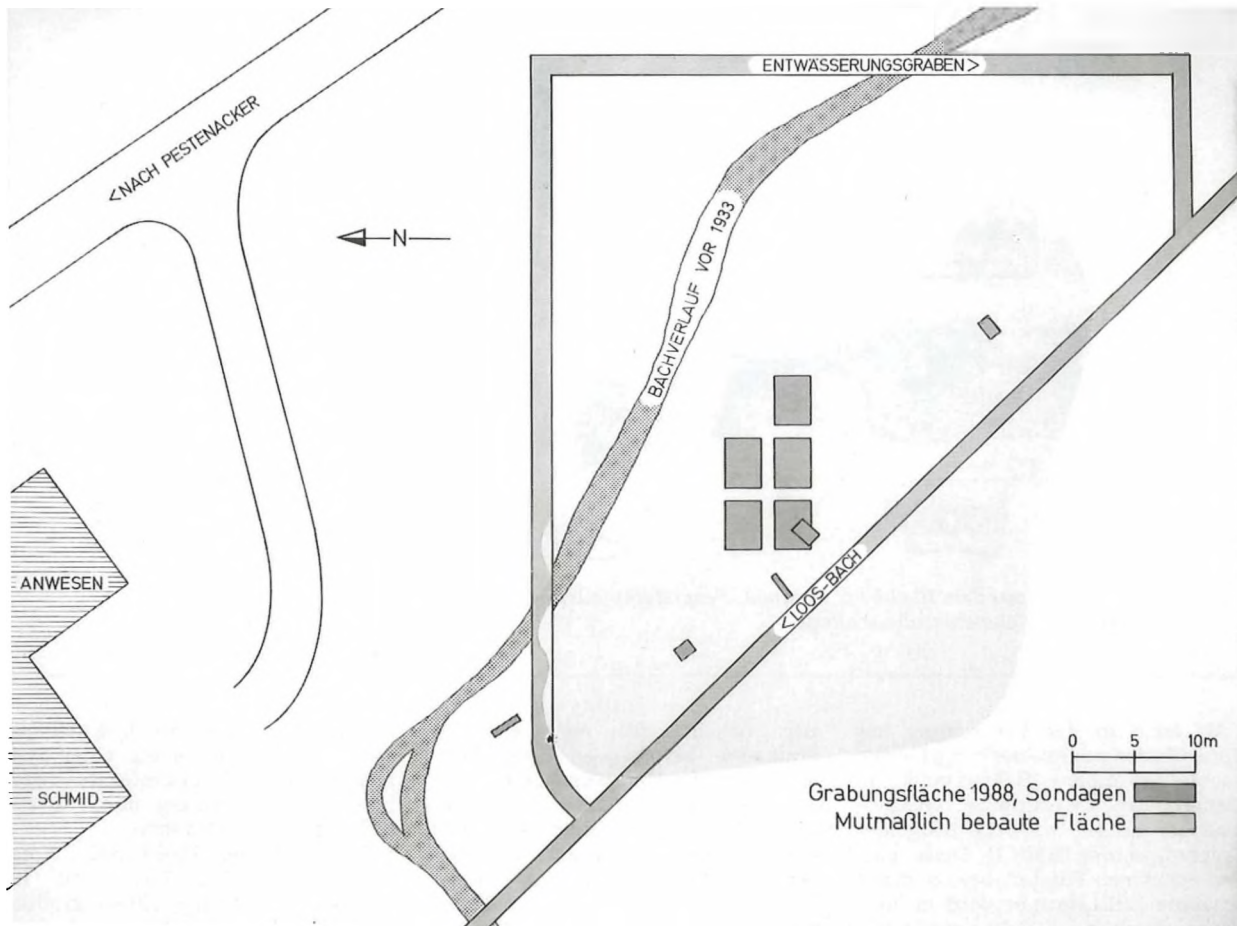 ENTWÄSSERUNGSGRABEN>
<NACH PESTENACKER
BACHVERLAUF VOR 1933
N
ANWESEN
<LOOS-BACH
SCHMID
0 5 10m
Grabungsfläche 1988, Sondagen
Mutmaßlich bebaute Fläche